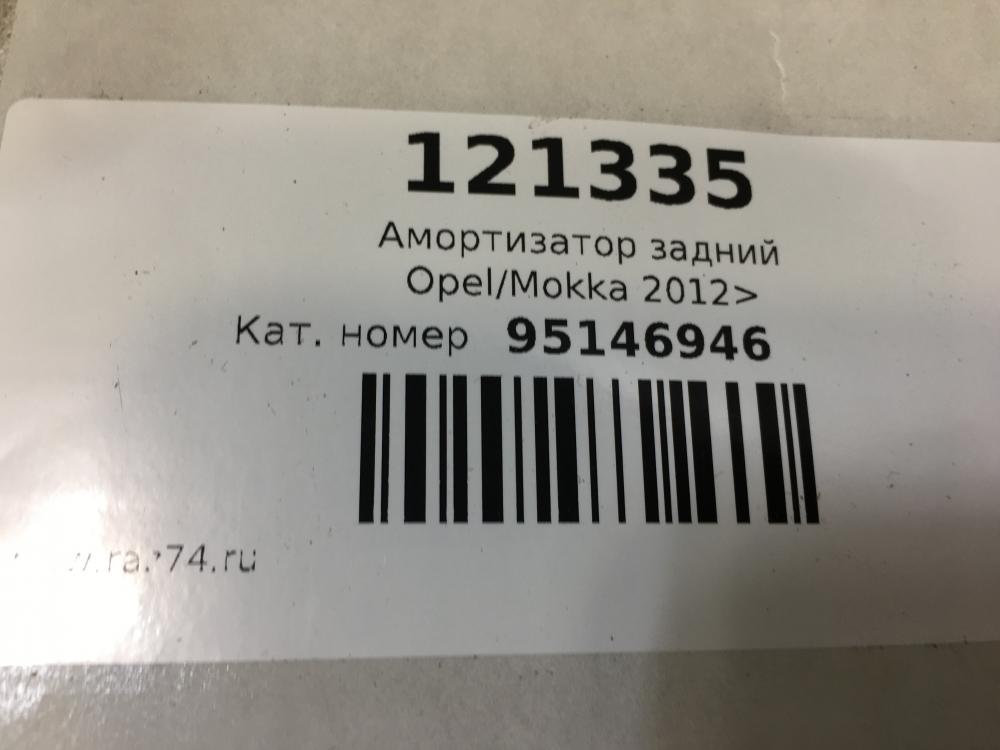 121335
Амортизатор задний
Opel/Mokka 2012>
Кат. номер 95146946